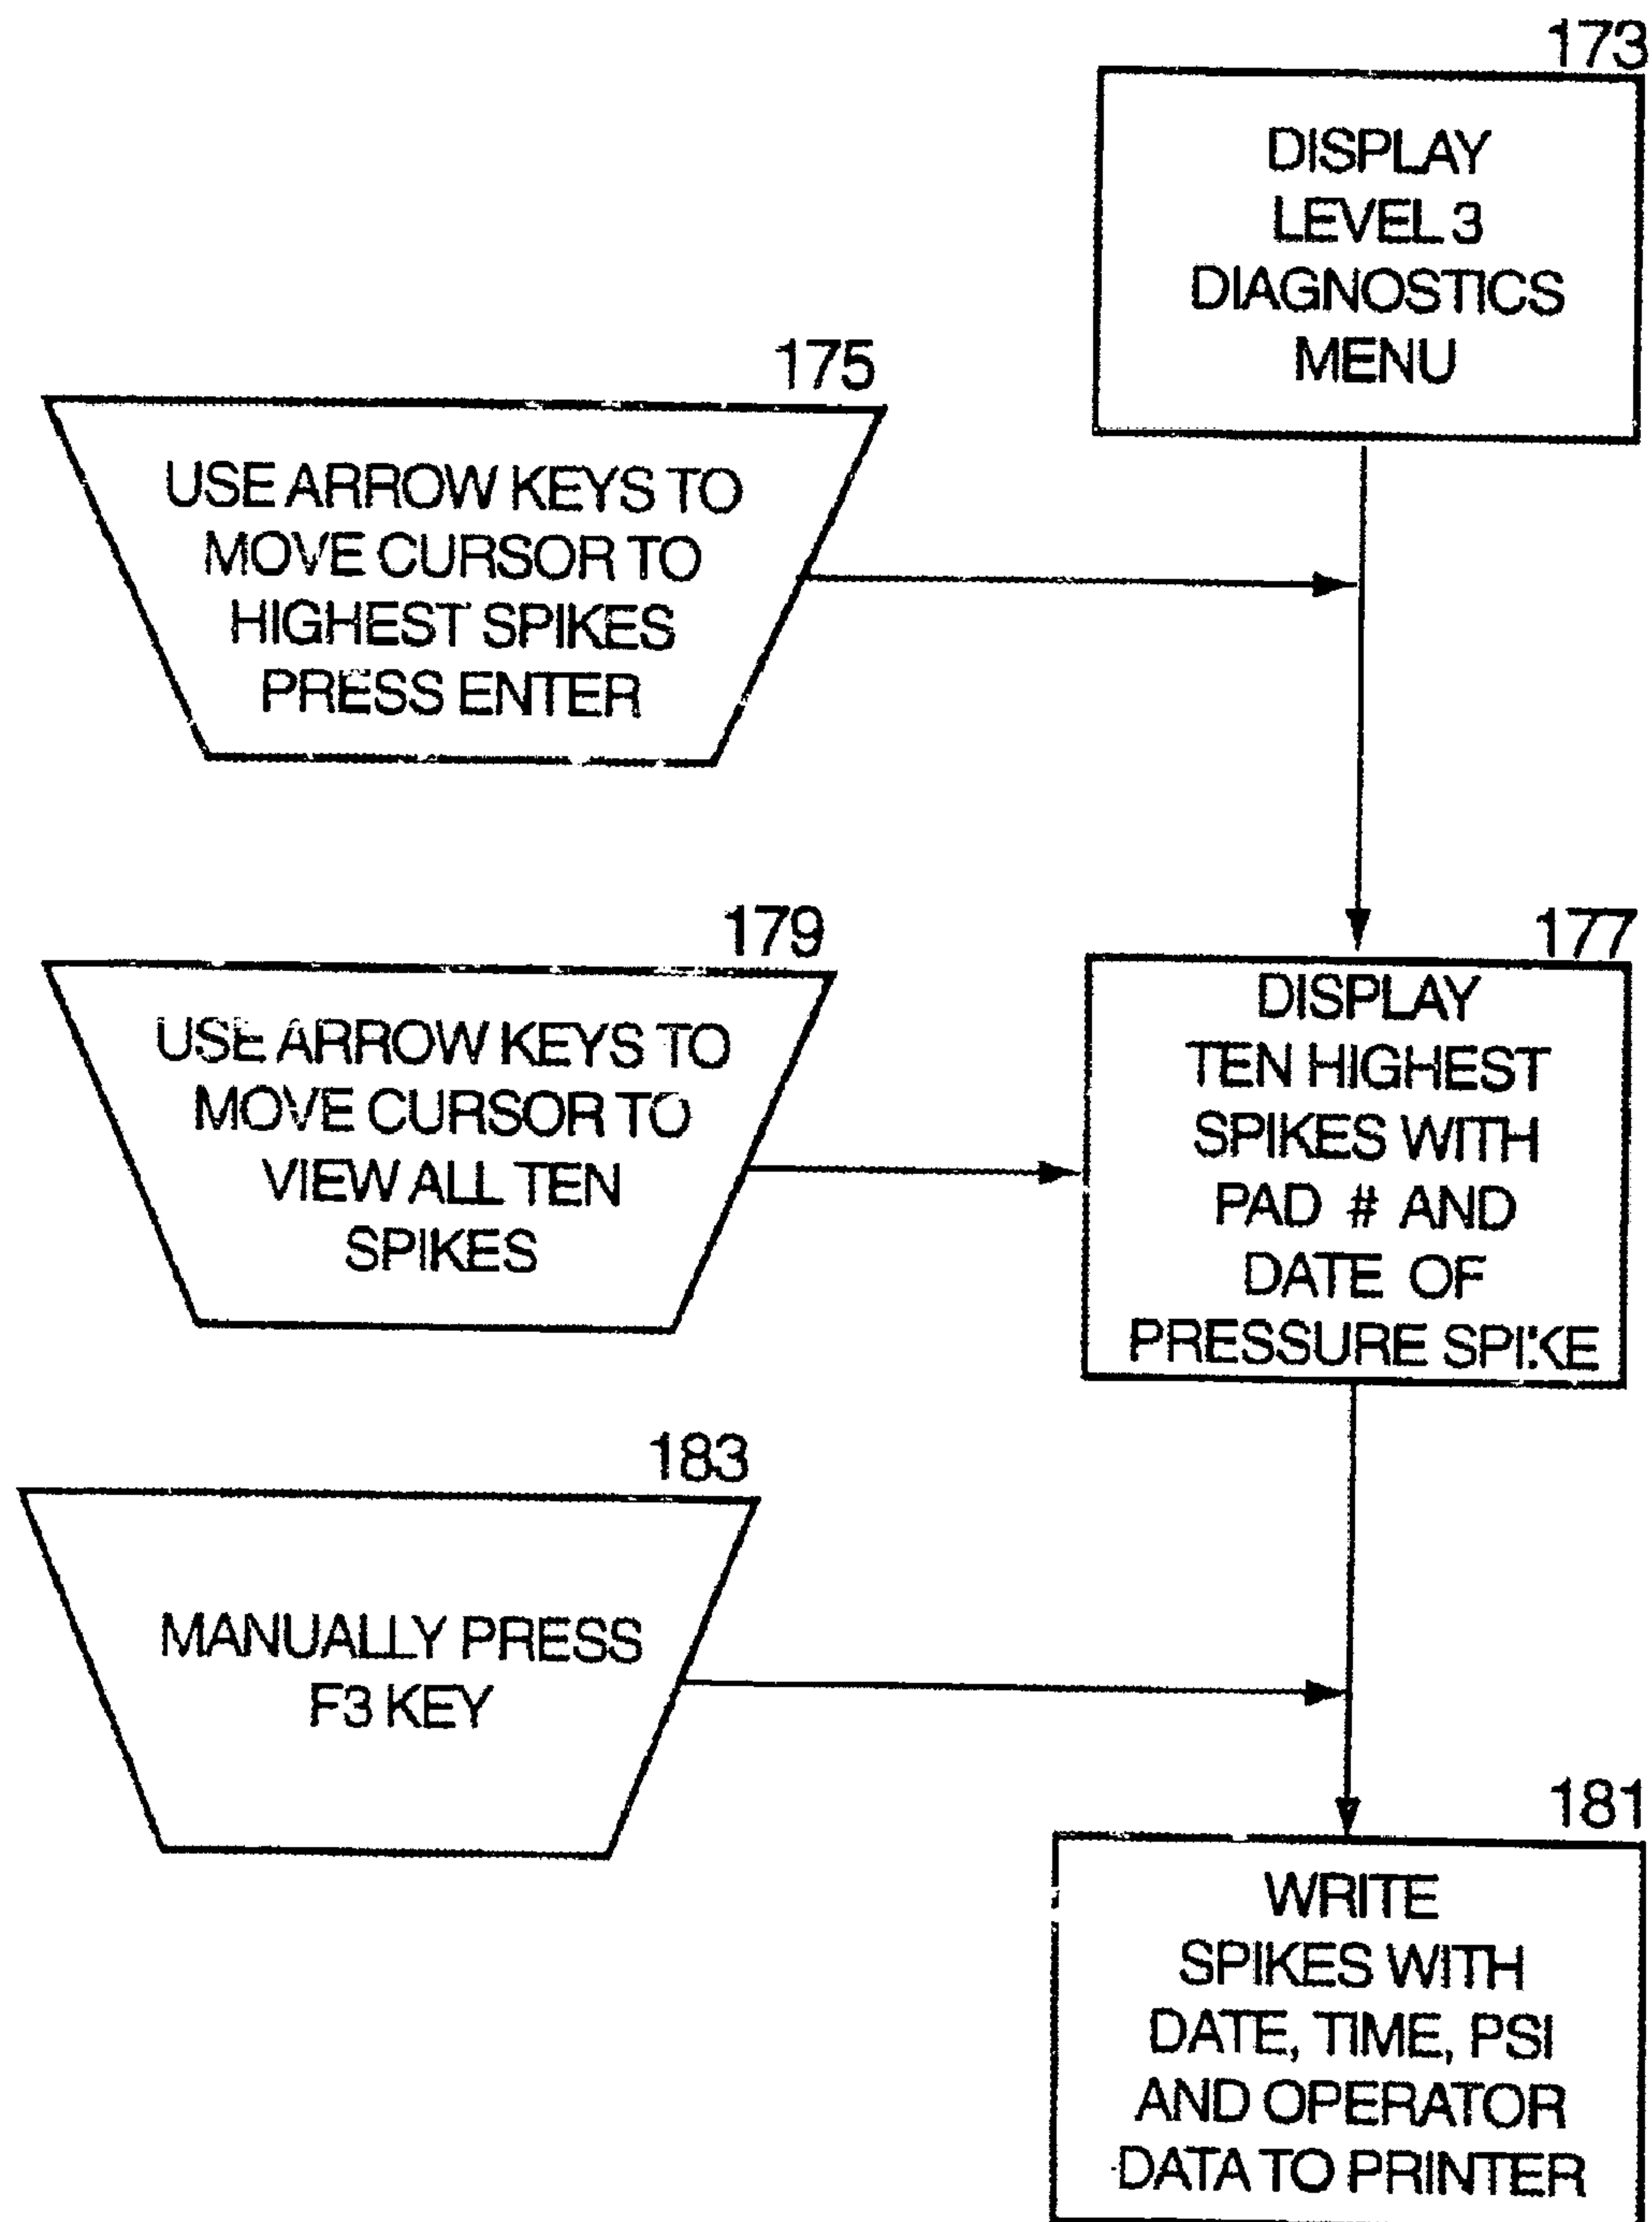 173
DISPLAY
LEVEL 3
DIAGNOSTICS
MENU
175
USE ARROW KEYS TO
MOVE CURSOR TO
HIGHEST SPIKES
PRESS ENTER
179
USE ARROW KEYS TO
MOVE CURSOR TO
VIEW ALL TEN
SPIKES
177
DISPLAY
TEN HIGHEST
SPIKES WITH
PAD # AND
DATE OF
PRESSURE SPIKE
183
MANUALLY PRESS
F3 KEY
181
WRITE
SPIKES WITH
DATE, TIME, PSI
AND OPERATOR
DATA TO PRINTER